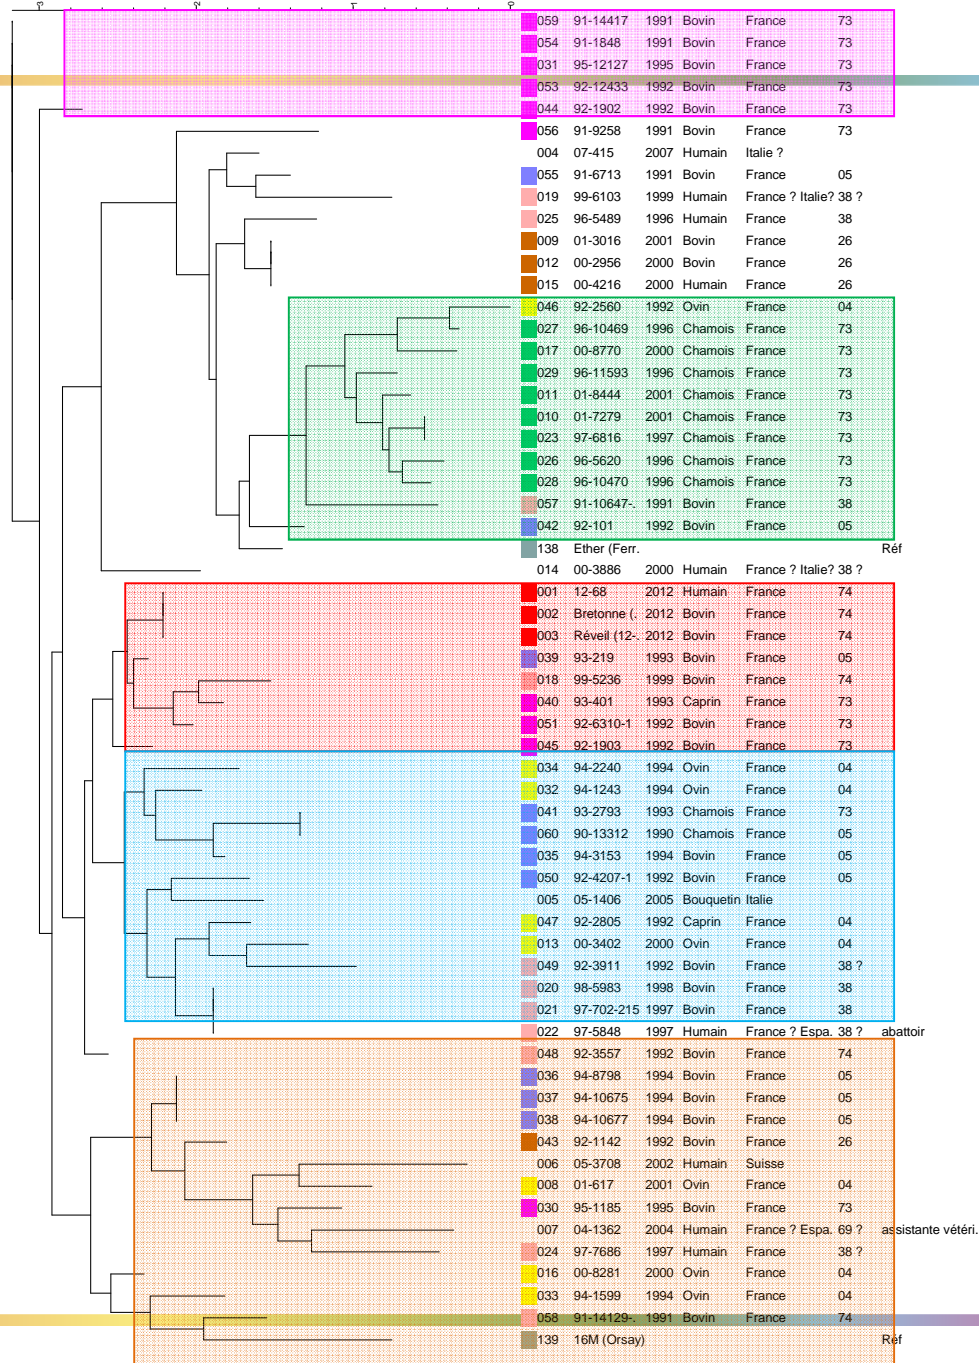 -3 -2 -1 -0
059 91-14417 1991 Bovin France 73
054 91-1848 1991 Bovin France 73
031 95-12127 1995 Bovin France 73
053 92-12433 1992 Bovin France 73
044 92-1902 1992 Bovin France 73
056 91-9258 1991 Bovin France 73
004 07-415 2007 Humain Italie ?
055 91-6713 1991 Bovin France 05
019 99-6103 1999 Humain France ? Italie? 38 ?
025 96-5489 1996 Humain France 38
009 01-3016 2001 Bovin France 26
012 00-2956 2000 Bovin France 26
015 00-4216 2000 Humain France 26
046 92-2560 1992 Ovin France 04
027 96-10469 1996 Chamois France 73
017 00-8770 2000 Chamois France 73
029 96-11593 1996 Chamois France 73
011 01-8444 2001 Chamois France 73
010 01-7279 2001 Chamois France 73
023 97-6816 1997 Chamois France 73
026 96-5620 1996 Chamois France 73
028 96-10470 1996 Chamois France 73
057 91-10647-. 1991 Bovin France 38
042 92-101 1992 Bovin France 05
138 Ether (Ferr. Réf
014 00-3886 2000 Humain France ? Italie? 38 ?
001 12-68 2012 Humain France 74
002 Bretonne (. 2012 Bovin France 74
003 Réveil (12-. 2012 Bovin France 74
039 93-219 1993 Bovin France 05
018 99-5236 1999 Bovin France 74
040 93-401 1993 Caprin France 73
051 92-6310-1 1992 Bovin France 73
045 92-1903 1992 Bovin France 73
034 94-2240 1994 Ovin France 04
032 94-1243 1994 Ovin France 04
041 93-2793 1993 Chamois France 73
060 90-13312 1990 Chamois France 05
035 94-3153 1994 Bovin France 05
050 92-4207-1 1992 Bovin France 05
005 05-1406 2005 Bouquetin Italie
047 92-2805 1992 Caprin France 04
013 00-3402 2000 Ovin France 04
049 92-3911 1992 Bovin France 38 ?
020 98-5983 1998 Bovin France 38
021 97-702-215 1997 Bovin France 38
022 97-5848 1997 Humain France ? Espa. 38 ? abattoir
048 92-3557 1992 Bovin France 74
036 94-8798 1994 Bovin France 05
037 94-10675 1994 Bovin France 05
038 94-10677 1994 Bovin France 05
043 92-1142 1992 Bovin France 26
006 05-3708 2002 Humain Suisse
008 01-617 2001 Ovin France 04
030 95-1185 1995 Bovin France 73
007 04-1362 2004 Humain France ? Espa. 69 ? assistante vétéri.
024 97-7686 1997 Humain France 38 ?
016 00-8281 2000 Ovin France 04
033 94-1599 1994 Ovin France 04
058 91-14129-. 1991 Bovin France 74
139 16M (Orsay) Réf